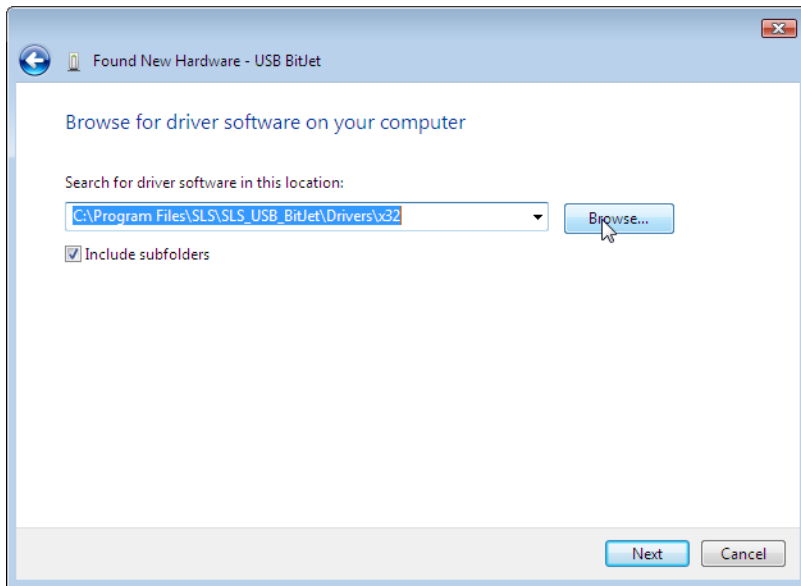 Found New Hardware - USB BitJet
Browse for driver software on your computer
Search for driver software in this location:
C:\Program Files\SLS\SLS_USB_BitJet\Drivers\x32
Browse...
Include subfolders
Next
Cancel